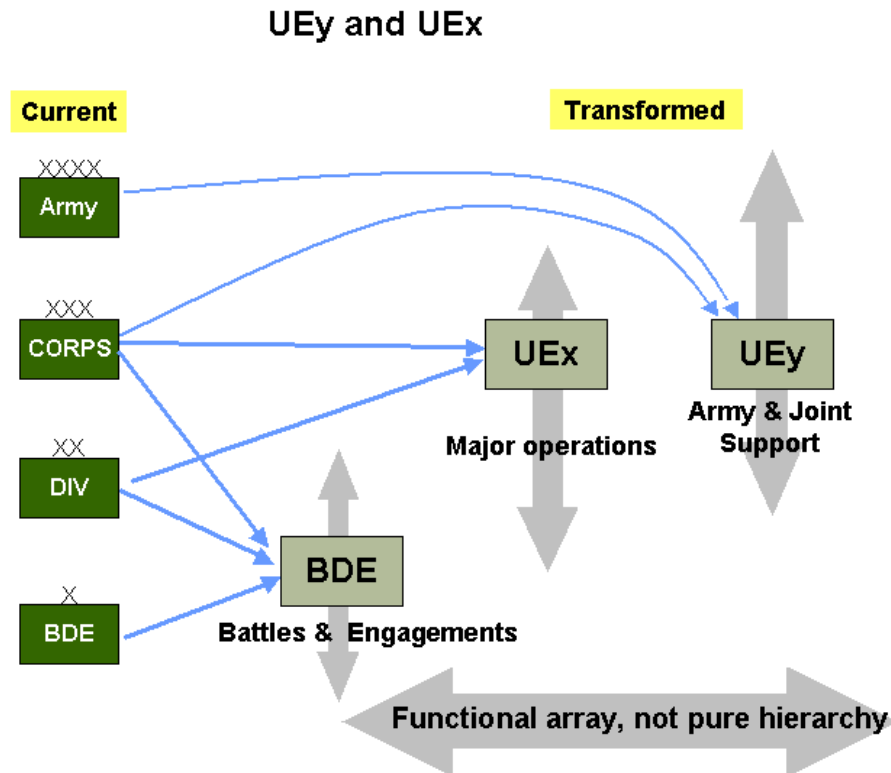 UEy and UEx
Current
Transformed
XXXX
Army
XXX
CORPS
UEx
UEy
Major operations
Army & Joint
Support
XX
DIV
BDE
Battles & Engagements
X
BDE
Functional array, not pure hierarchy